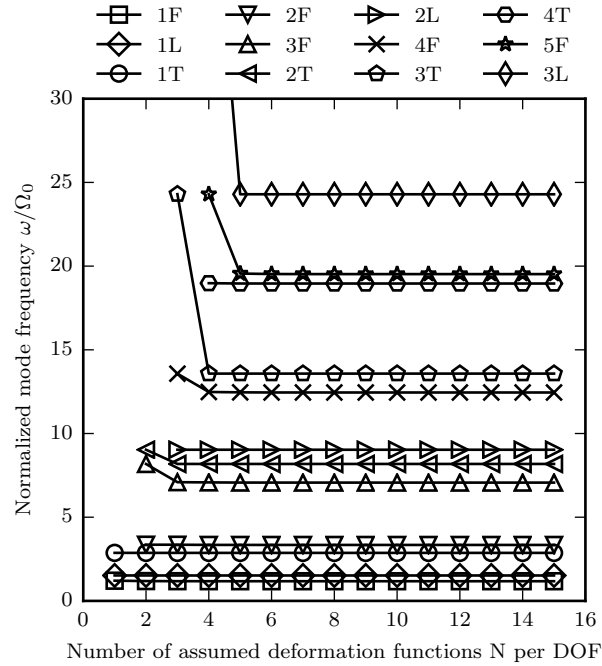 1F 2F 2L 4T
1L 3F 4F 5F
1T 2T 3T 3L
30
25
20
15
10
5
0
0 2 4 6 8 10 12 14 16
Normalized mode frequency ω/Ω0
Number of assumed deformation functions N per DOF